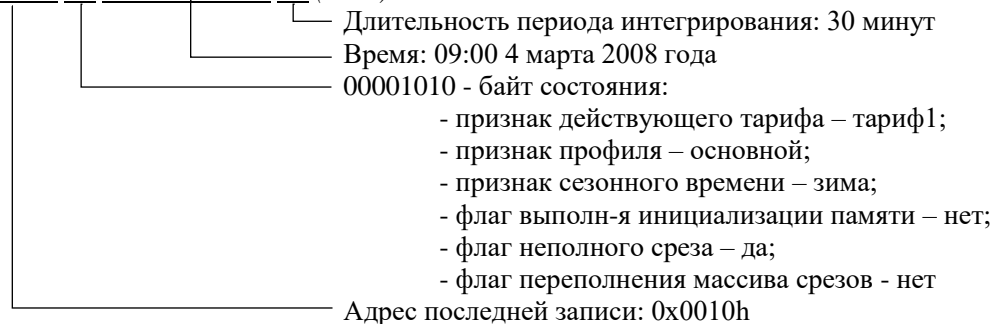 Длительность периода интегрирования: 30 минут
Время: 09:00 4 марта 2008 года
00001010 - байт состояния:
- признак действующего тарифа – тариф1;
- признак профиля – основной;
- признак сезонного времени – зима;
- флаг выполн-я инициализации памяти – нет;
- флаг неполного среза – да;
- флаг переполнения массива срезов - нет
Адрес последней записи: 0x0010h